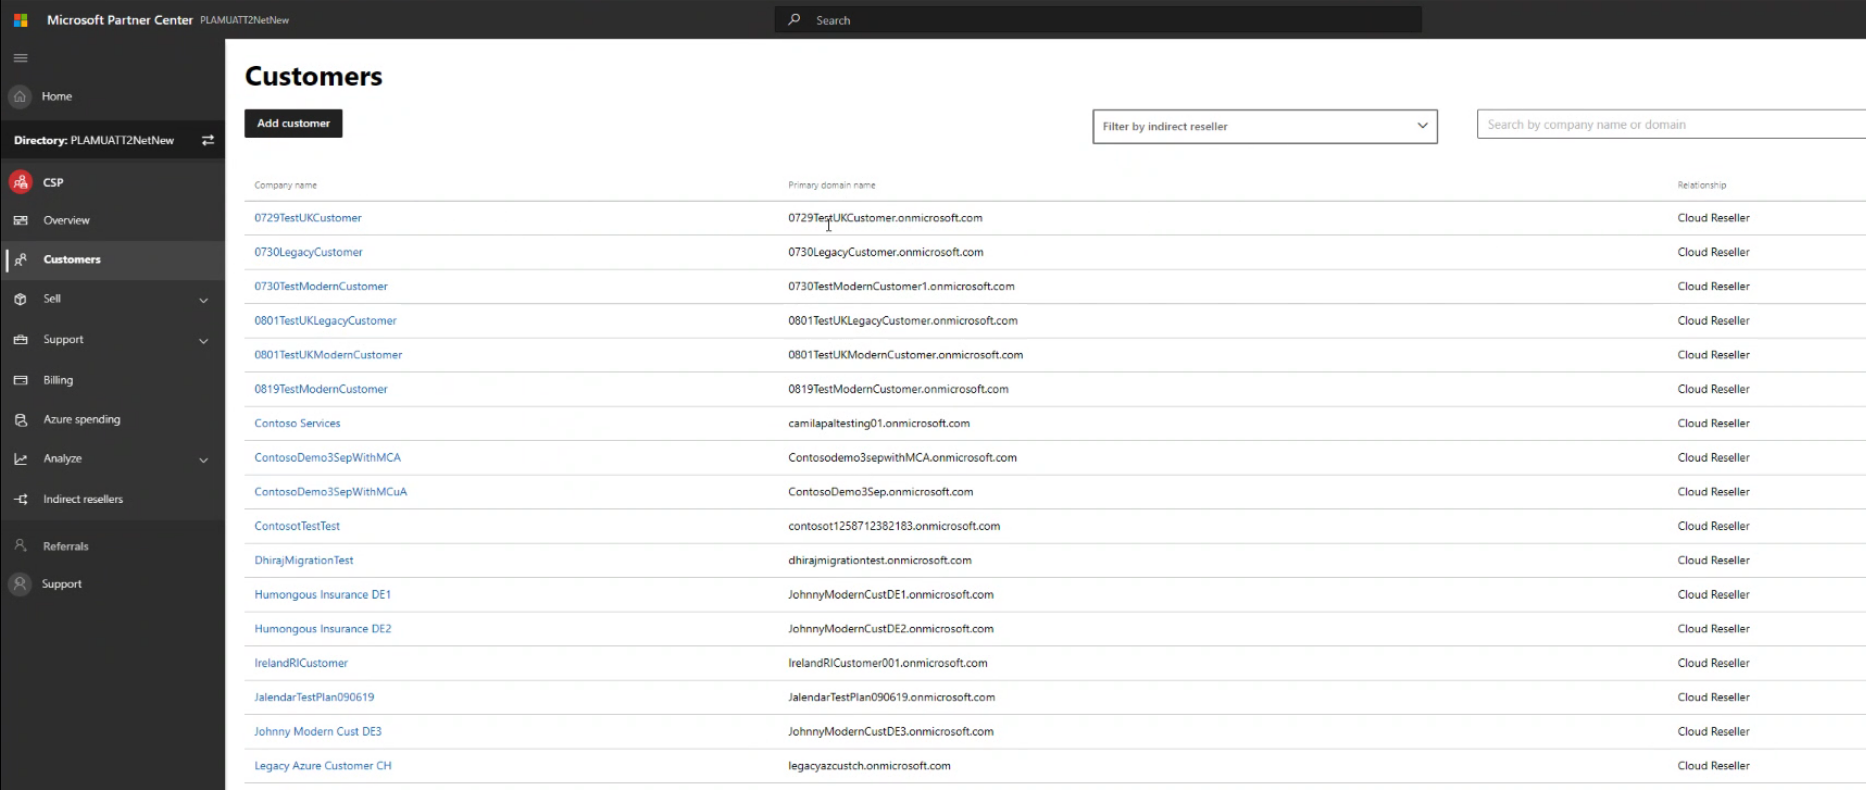 Microsoft Partner Center PLAMUATT2NetNew
Search
Home
Directory: PLAMUATT2NetNew
CSP
Overview
Customers
Sell
Support
Billing
Azure spending
Analyze
Indirect resellers
Referrals
Support
Customers
Add customer
Filter by indirect reseller
Search by company name or domain
Company name Primary domain name Relationship
0729TestUKCustomer 0729TestUKCustomer.onmicrosoft.com Cloud Reseller
0730LegacyCustomer 0730LegacyCustomer.onmicrosoft.com Cloud Reseller
0730TestModernCustomer 0730TestModernCustomer1.onmicrosoft.com Cloud Reseller
0801TestUKLegacyCustomer 0801TestUKLegacyCustomer.onmicrosoft.com Cloud Reseller
0801TestUKModernCustomer 0801TestUKModernCustomer.onmicrosoft.com Cloud Reseller
0819TestModernCustomer 0819TestModernCustomer.onmicrosoft.com Cloud Reseller
Contoso Services camilapaltesting01.onmicrosoft.com Cloud Reseller
ContosoDemo3SepWithMCA Contosodemo3sepwithMCA.onmicrosoft.com Cloud Reseller
ContosoDemo3SepWithMCuA ContosoDemo3Sep.onmicrosoft.com Cloud Reseller
ContosotTestTest contosot1258712382183.onmicrosoft.com Cloud Reseller
DhirajMigrationTest dhirajmigrationtest.onmicrosoft.com Cloud Reseller
Humongous Insurance DE1 JohnnyModernCustDE1.onmicrosoft.com Cloud Reseller
Humongous Insurance DE2 JohnnyModernCustDE2.onmicrosoft.com Cloud Reseller
IrelandRICustomer IrelandRICustomer001.onmicrosoft.com Cloud Reseller
JalendarTestPlan090619 JalendarTestPlan090619.onmicrosoft.com Cloud Reseller
Johnny Modern Cust DE3 JohnnyModernCustDE3.onmicrosoft.com Cloud Reseller
Legacy Azure Customer CH legacyazcustch.onmicrosoft.com Cloud Reseller